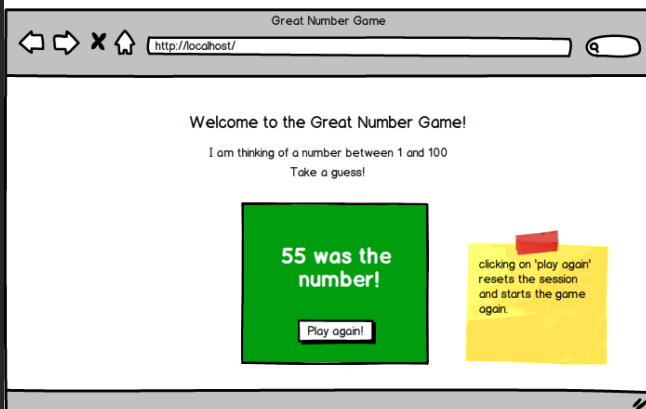 Great Number Game
http://localhost/
Welcome to the Great Number Game!
I am thinking of a number between 1 and 100
Take a guess!
55 was the
number!
Play again!
clicking on 'play again'
resets the session
and starts the game
again.